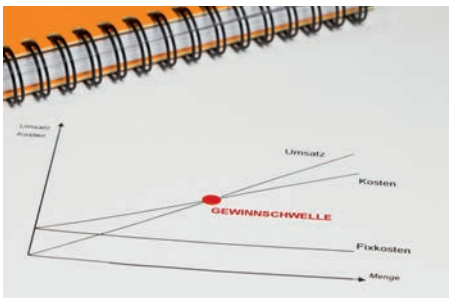 Umsatz
Kosten
Umsatz
Kosten
GEWINNSCHWELLE
Fixkosten
Menge